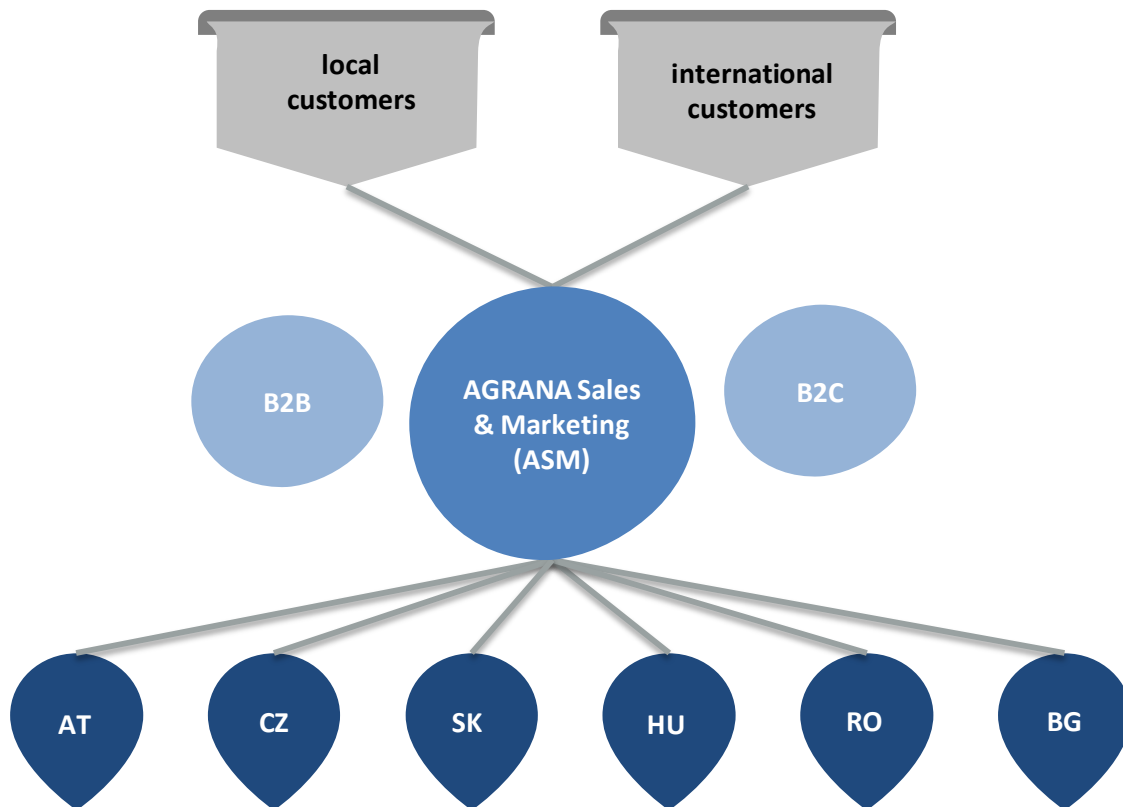 local
customers
international
customers
B2B
AGRANA Sales
& Marketing
(ASM)
B2C
AT
CZ
SK
HU
RO
BG